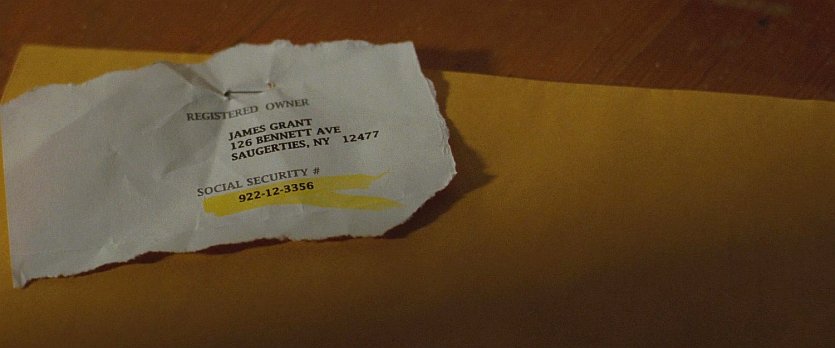 REGISTERED OWNER
JAMES GRANT
126 BENNETT AVE
SAUGERTIES, NY 12477
SOCIAL SECURITY #
922-12-3356